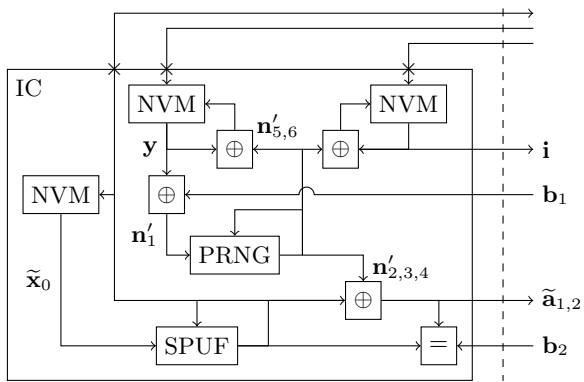 IC
NVM
NVM
n′5,6
y
⊕
⊕
i
NVM
⊕
b1
n′1
PRNG
n′2,3,4
x̃0
⊕
ã1,2
SPUF
=
b2